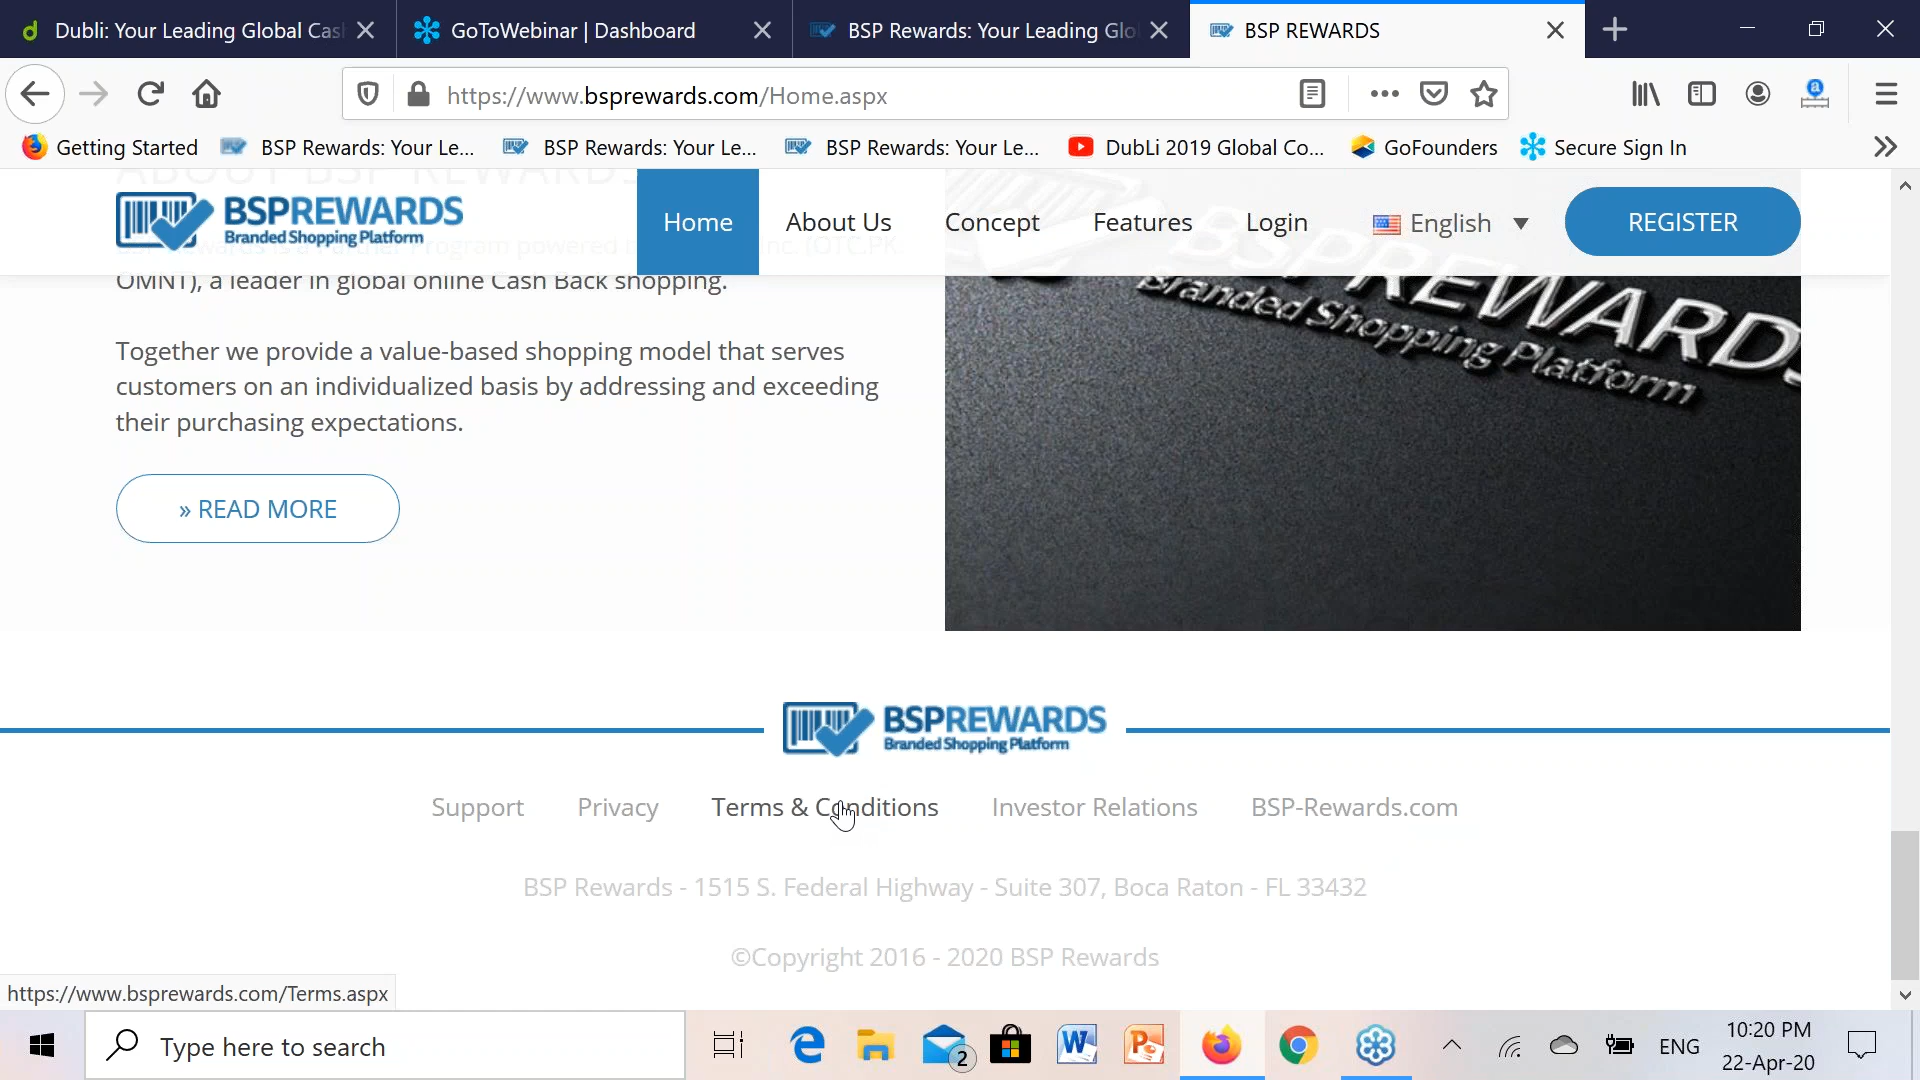 Dubli: Your Leading Global Cas
GoToWebinar | Dashboard
BSP Rewards: Your Leading Glo
BSP REWARDS
https://www.bsprewards.com/Home.aspx
Getting Started
BSP Rewards: Your Le...
BSP Rewards: Your Le...
BSP Rewards: Your Le...
DubLi 2019 Global Co...
GoFounders
Secure Sign In
ABOUT BSP REWARDS
BSPREWARDS
Branded Shopping Platform
Home
About Us
Concept
Features
Login
English
REGISTER
BSP Rewards is a Partner Program powered Inc. (OTC.PK
OMNT), a leader in global online Cash Back shopping.
Together we provide a value-based shopping model that serves
customers on an individualized basis by addressing and exceeding
their purchasing expectations.
» READ MORE
BSPREWARDS
Branded Shopping Platform
BSPREWARDS
Branded Shopping Platform
Support
Privacy
Terms & Conditions
Investor Relations
BSP-Rewards.com
BSP Rewards - 1515 S. Federal Highway - Suite 307, Boca Raton - FL 33432
©Copyright 2016 - 2020 BSP Rewards
https://www.bsprewards.com/Terms.aspx
Type here to search
2
ENG
10:20 PM
22-Apr-20